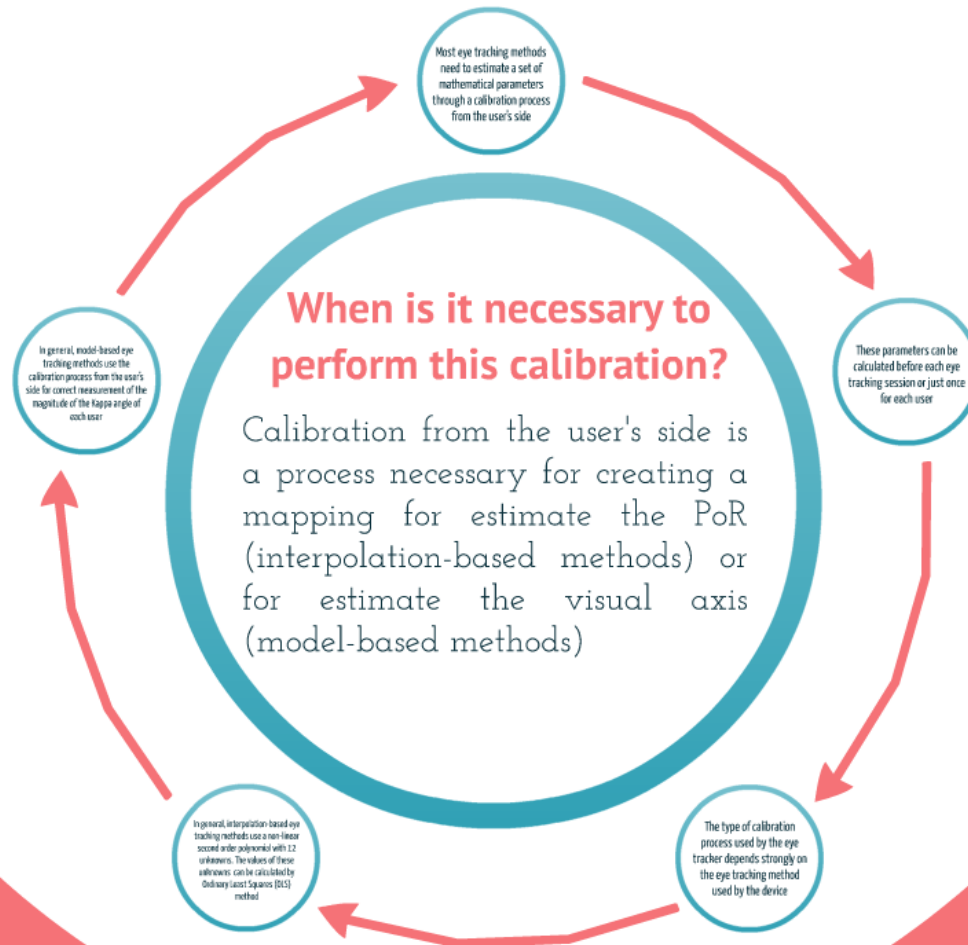 Most eye tracking methods
need to estimate a set of
mathematical parameters
through a calibration process
from the user's side
When is it necessary to
perform this calibration?
Calibration from the user's side is
a process necessary for creating a
mapping for estimate the PoR
(interpolation-based methods) or
for estimate the visual axis
(model-based methods)
These parameters can be
calculated before each eye
tracking session or just once
for each user
The type of calibration
process used by the eye
tracker depends strongly on
the eye tracking method
used by the device
In general, interpolation-based eye
tracking methods use a non-linear
second order polynomial with 12
unknowns. The values of these
unknowns can be calculated by
Ordinary Least Squares (OLS)
method
In general, model-based eye
tracking methods use the
calibration process from the user's
side for correct measurement of the
magnitude of the Kappa angle of
each user